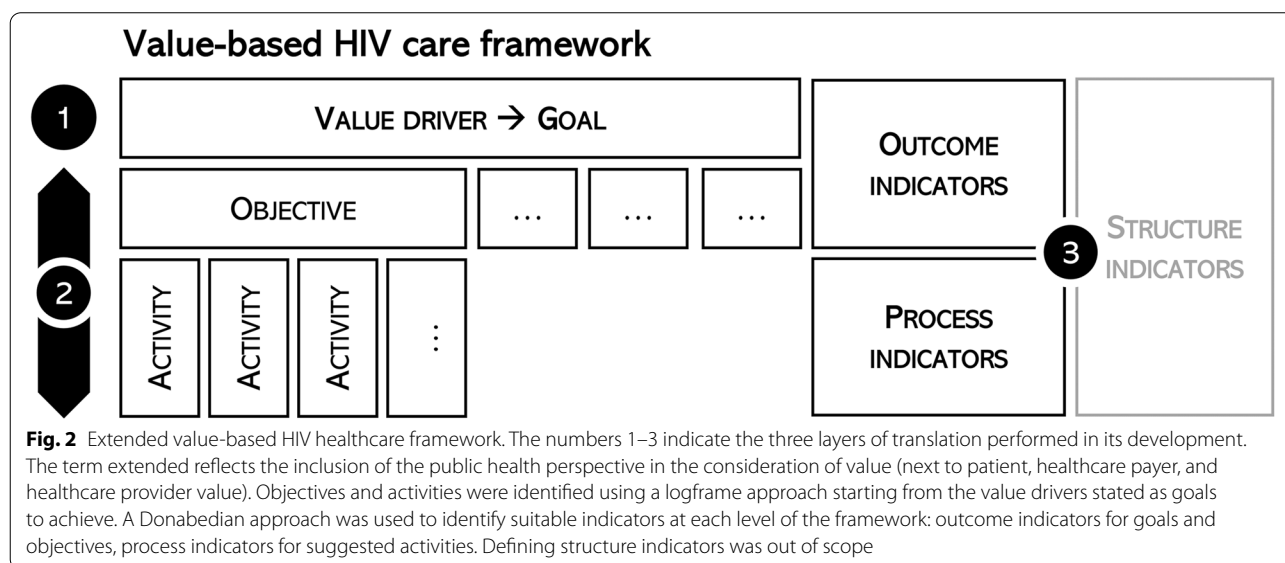 Value-based HIV care framework
1
VALUE DRIVER → GOAL
OUTCOME
INDICATORS
STRUCTURE
INDICATORS
OBJECTIVE
...
...
...
3
2
ACTIVITY
ACTIVITY
ACTIVITY
...
PROCESS
INDICATORS
Fig. 2 Extended value-based HIV healthcare framework. The numbers 1–3 indicate the three layers of translation performed in its development.
The term extended reflects the inclusion of the public health perspective in the consideration of value (next to patient, healthcare payer, and
healthcare provider value). Objectives and activities were identified using a logframe approach starting from the value drivers stated as goals
to achieve. A Donabedian approach was used to identify suitable indicators at each level of the framework: outcome indicators for goals and
objectives, process indicators for suggested activities. Defining structure indicators was out of scope